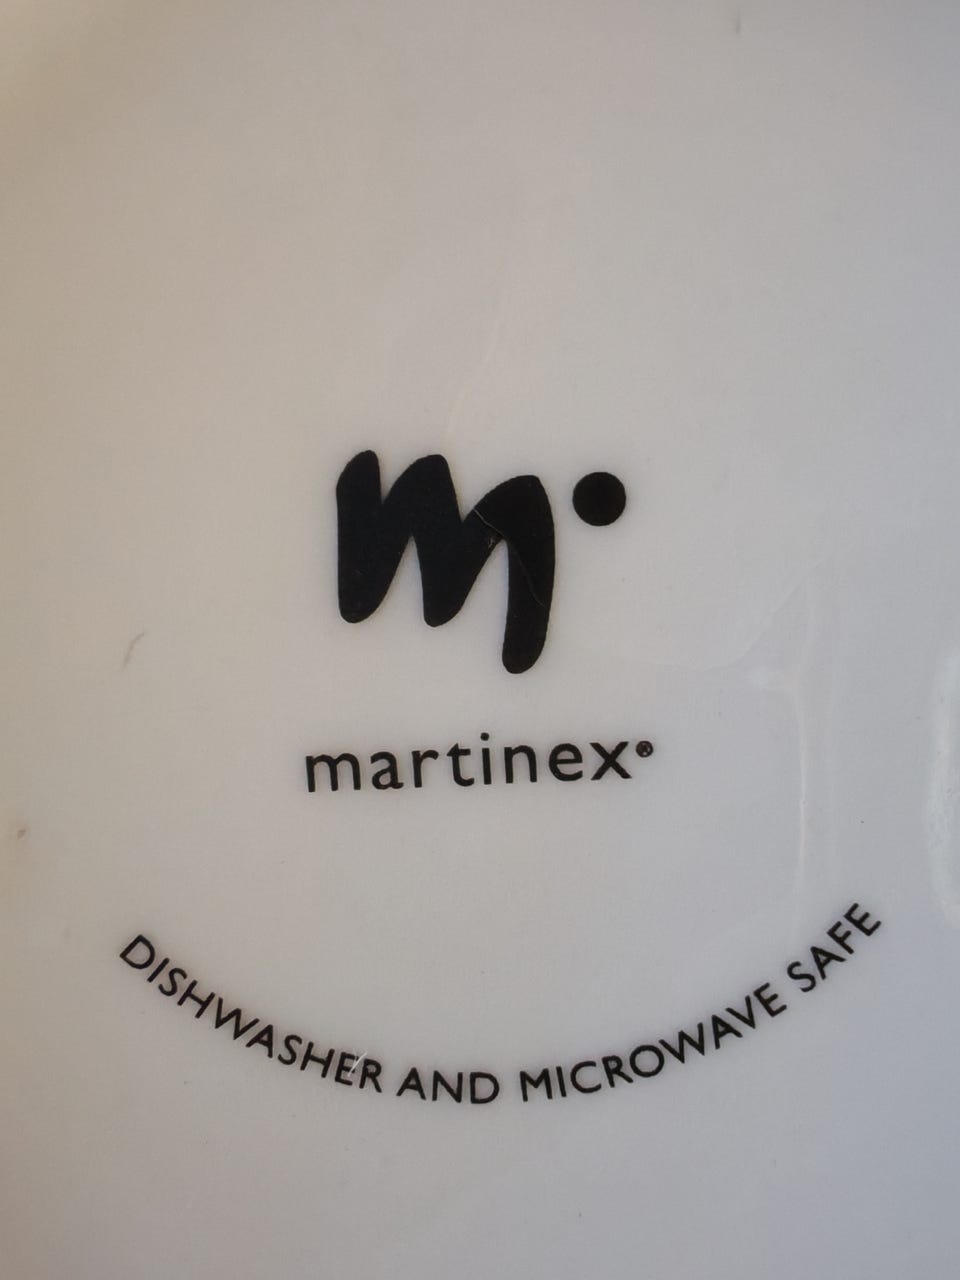 m
martinex®
DISHWASHER AND MICROWAVE SAFE